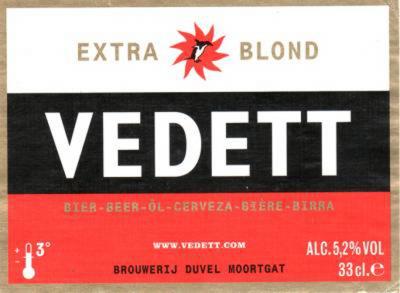 EXTRA BLOND
VEDETT
BIER-BEER-ÖL-CERVEZA-BIÈRE-BIRRA
+
-
3°
WWW.VEDETT.COM
ALC.5,2%VOL
BROUWERIJ DUVEL MOORTGAT
33cl.e